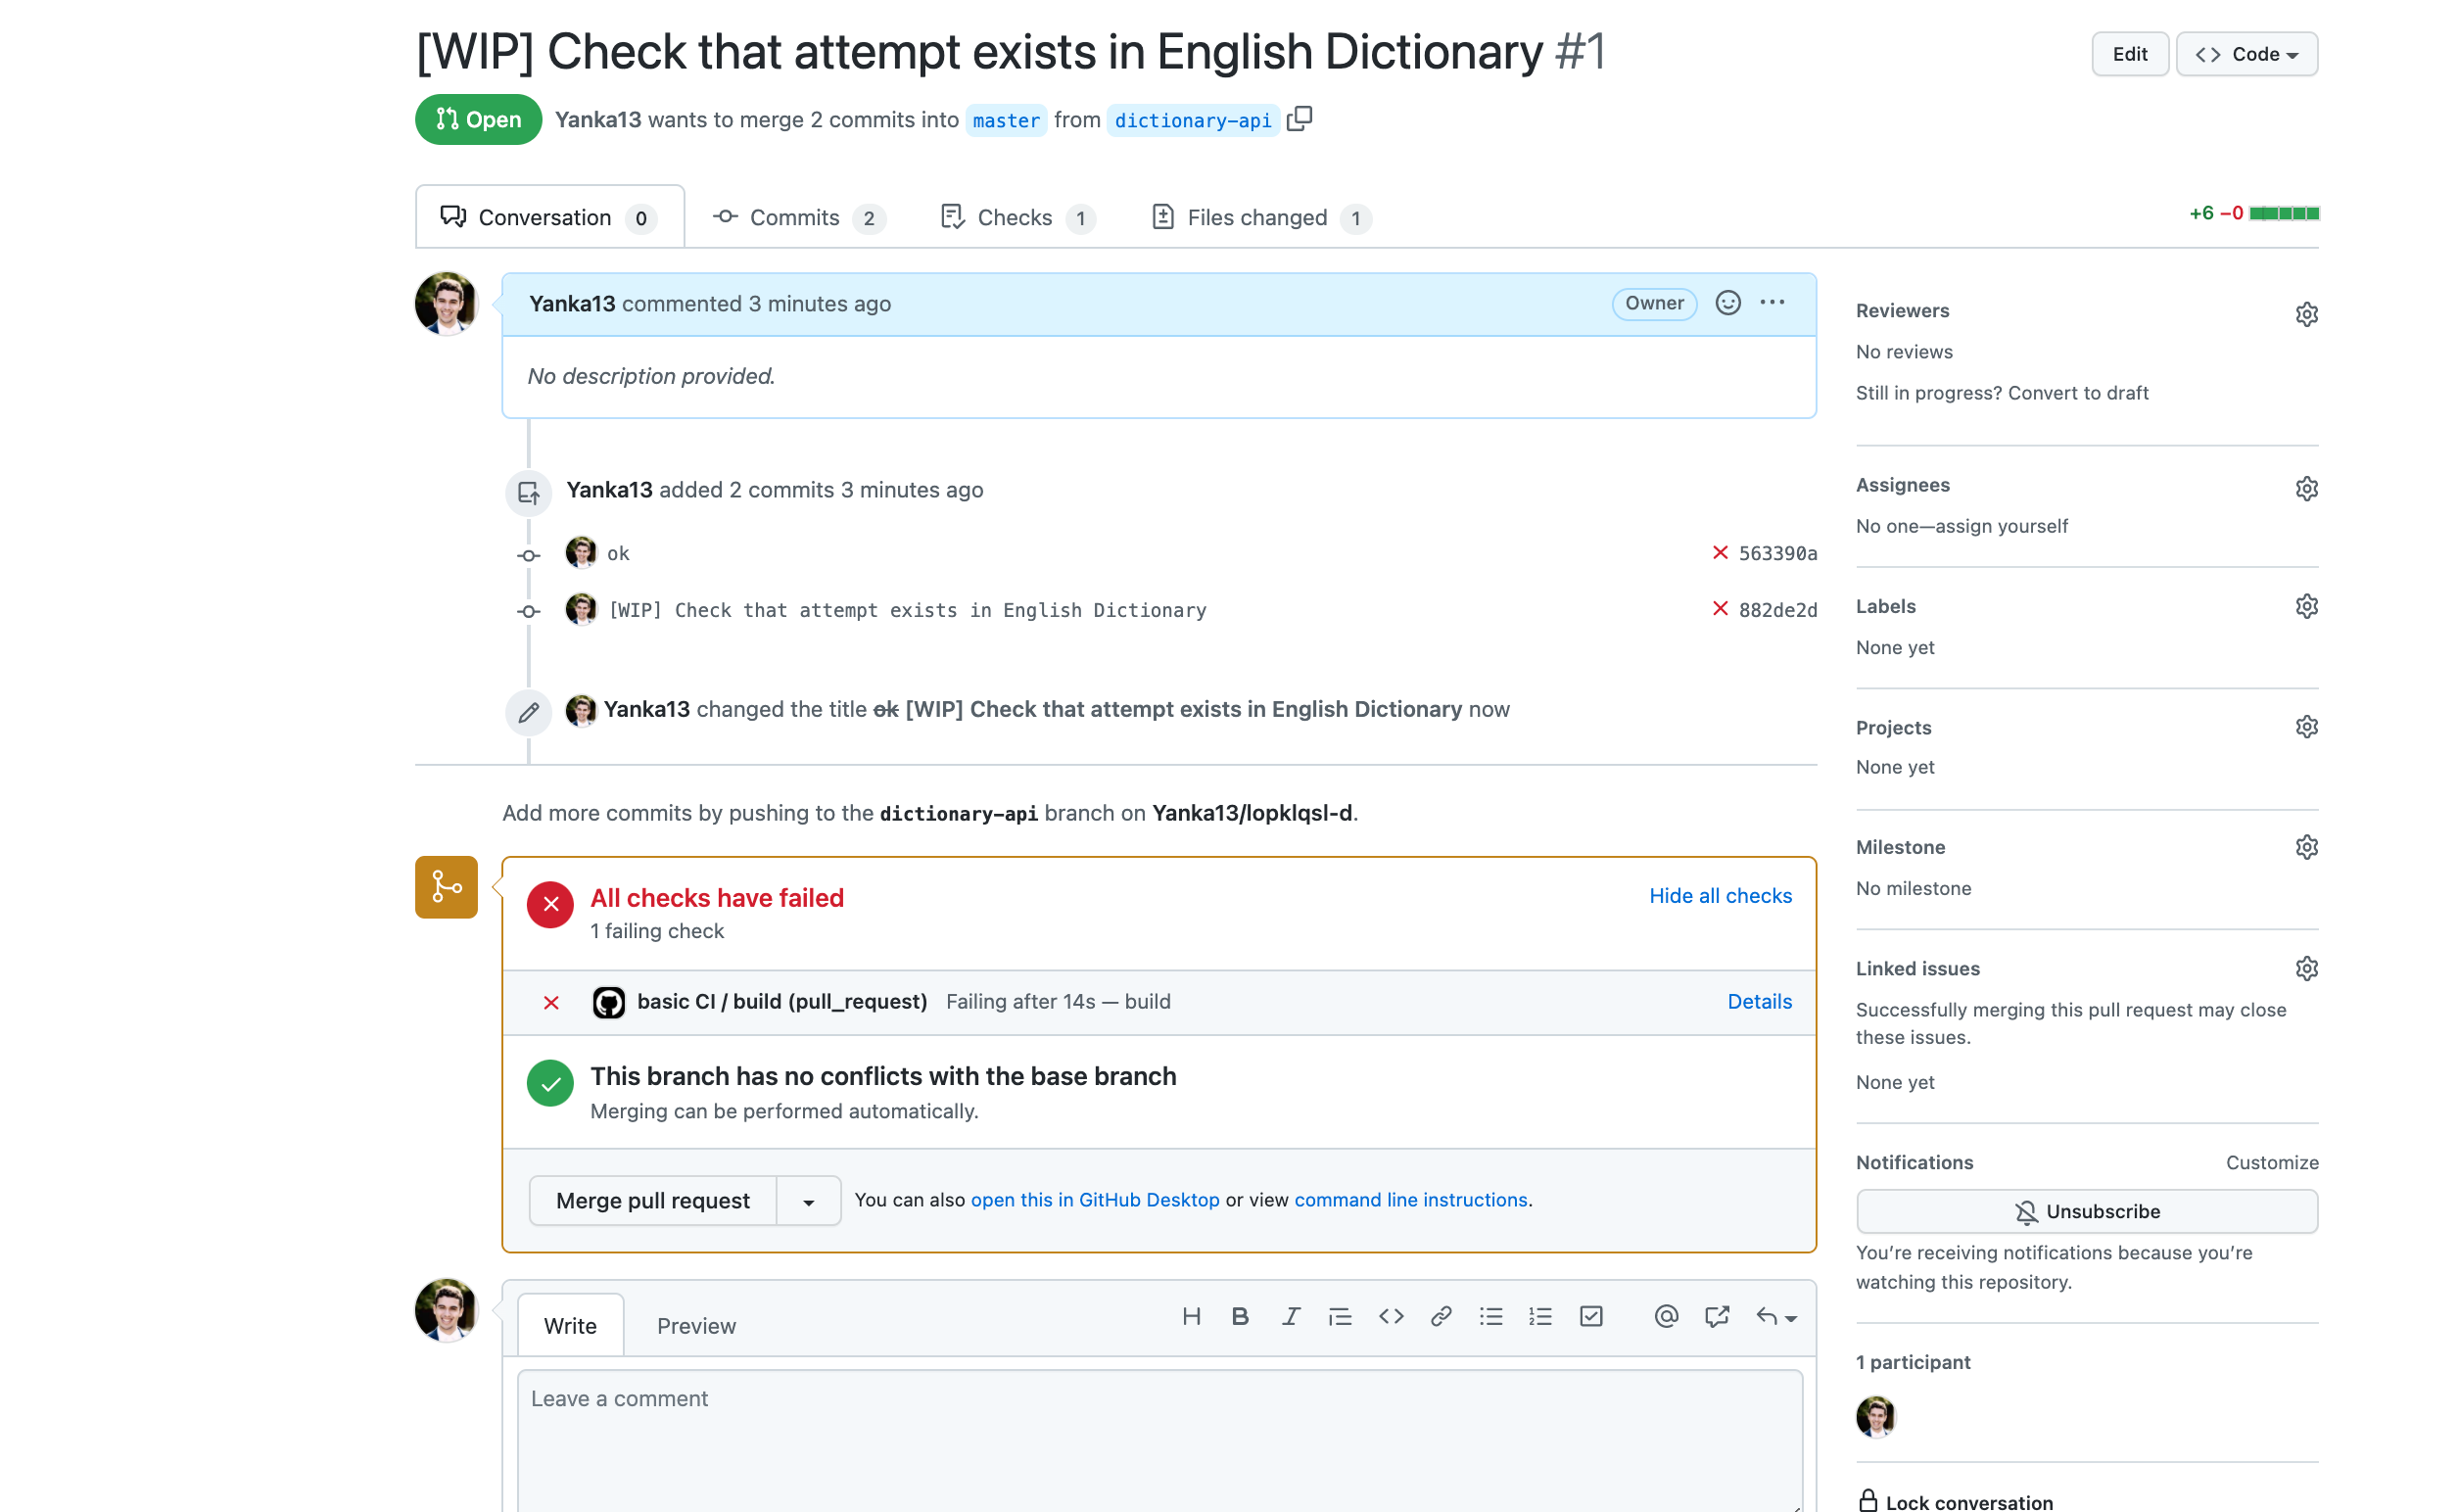 [WIP] Check that attempt exists in English Dictionary #1
Edit
Code
Open
Yanka13 wants to merge 2 commits into master from dictionary-api
Conversation 0
Commits 2
Checks 1
Files changed 1
+6 −0
Yanka13 commented 3 minutes ago
Owner
No description provided.
Yanka13 added 2 commits 3 minutes ago
ok
563390a
[WIP] Check that attempt exists in English Dictionary
882de2d
Yanka13 changed the title ok [WIP] Check that attempt exists in English Dictionary now
Add more commits by pushing to the dictionary-api branch on Yanka13/lopklqsl-d.
All checks have failed
Hide all checks
1 failing check
basic CI / build (pull_request) Failing after 14s — build
Details
This branch has no conflicts with the base branch
Merging can be performed automatically.
Merge pull request
You can also open this in GitHub Desktop or view command line instructions.
Write
Preview
Leave a comment
Reviewers
No reviews
Still in progress? Convert to draft
Assignees
No one—assign yourself
Labels
None yet
Projects
None yet
Milestone
No milestone
Linked issues
Successfully merging this pull request may close
these issues.
None yet
Notifications
Customize
Unsubscribe
You're receiving notifications because you're
watching this repository.
1 participant
Lock conversation